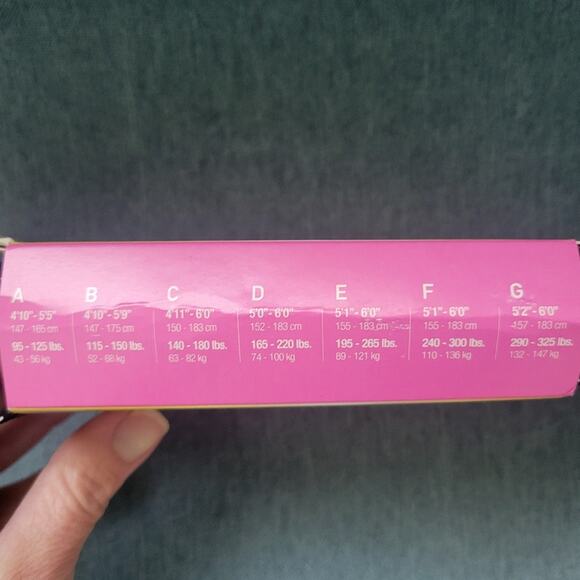 A
4'10" - 5'5"
147 - 165 cm
95 - 125 lbs.
43 - 56 kg
B
4'10" - 5'9"
147 - 175 cm
115 - 150 lbs.
52 - 68 kg
C
4'11" - 6'0"
150 - 183 cm
140 - 180 lbs.
63 - 82 kg
D
5'0" - 6'0"
152 - 183 cm
165 - 220 lbs.
74 - 100 kg
E
5'1" - 6'0"
155 - 183 cm
195 - 265 lbs.
89 - 121 kg
F
5'1" - 6'0"
155 - 183 cm
240 - 300 lbs.
110 - 136 kg
G
5'2" - 6'0"
157 - 183 cm
290 - 325 lbs.
132 - 147 kg